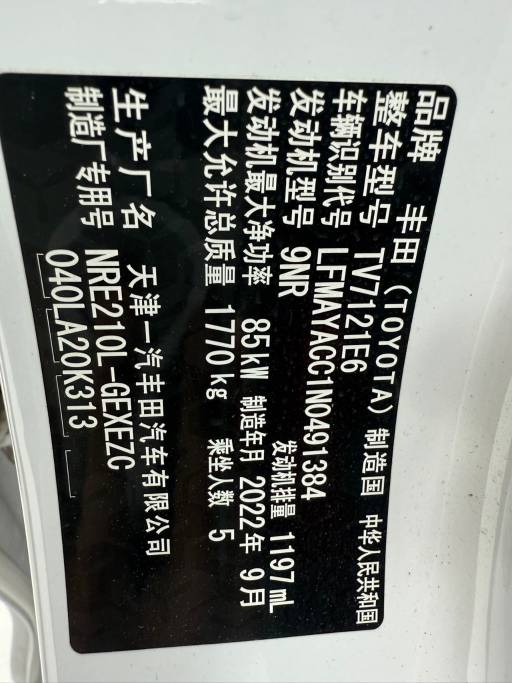 品牌 丰田（TOYOTA） 制造国 中华人民共和国
整车型号 TV7121E6
车辆识别代号 LFMAYACC1N0491384
发动机型号 9NR 发动机排量 1197 mL
发动机最大净功率 85 kW 制造年月 2022年 9月
最大允许总质量 1770 kg 乘坐人数 5
生产厂名 天津一汽丰田汽车有限公司
制造厂专用号 NRE210L-GEXEZC
040LA20K313